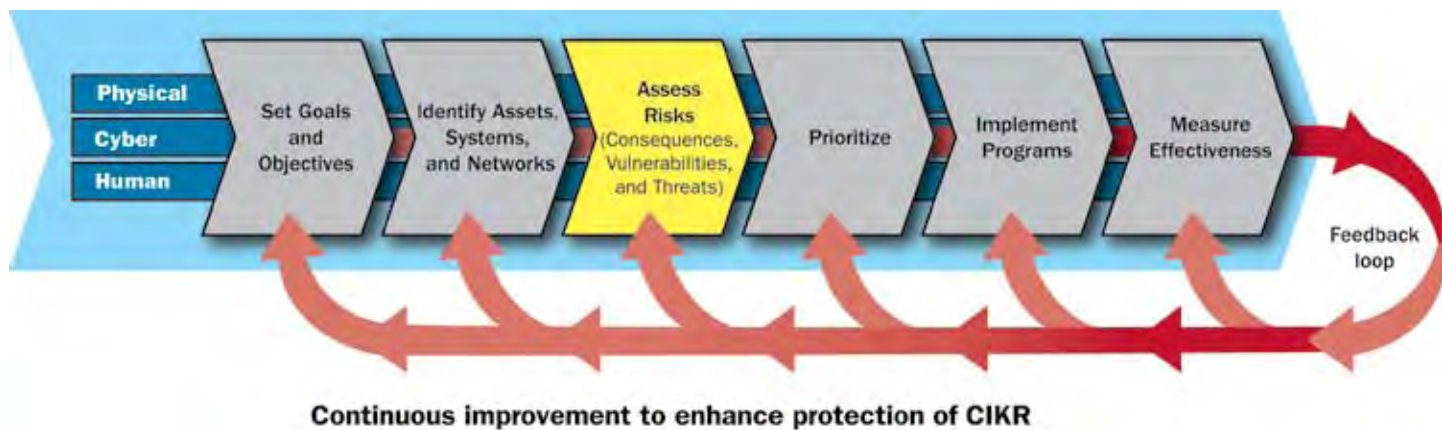 Physical
Cyber
Human
Set Goals
and
Objectives
Identify Assets,
Systems,
and Networks
Assess
Risks
(Consequences,
Vulnerabilities,
and Threats)
Prioritize
Implement
Programs
Measure
Effectiveness
Feedback
loop
Continuous improvement to enhance protection of CIKR